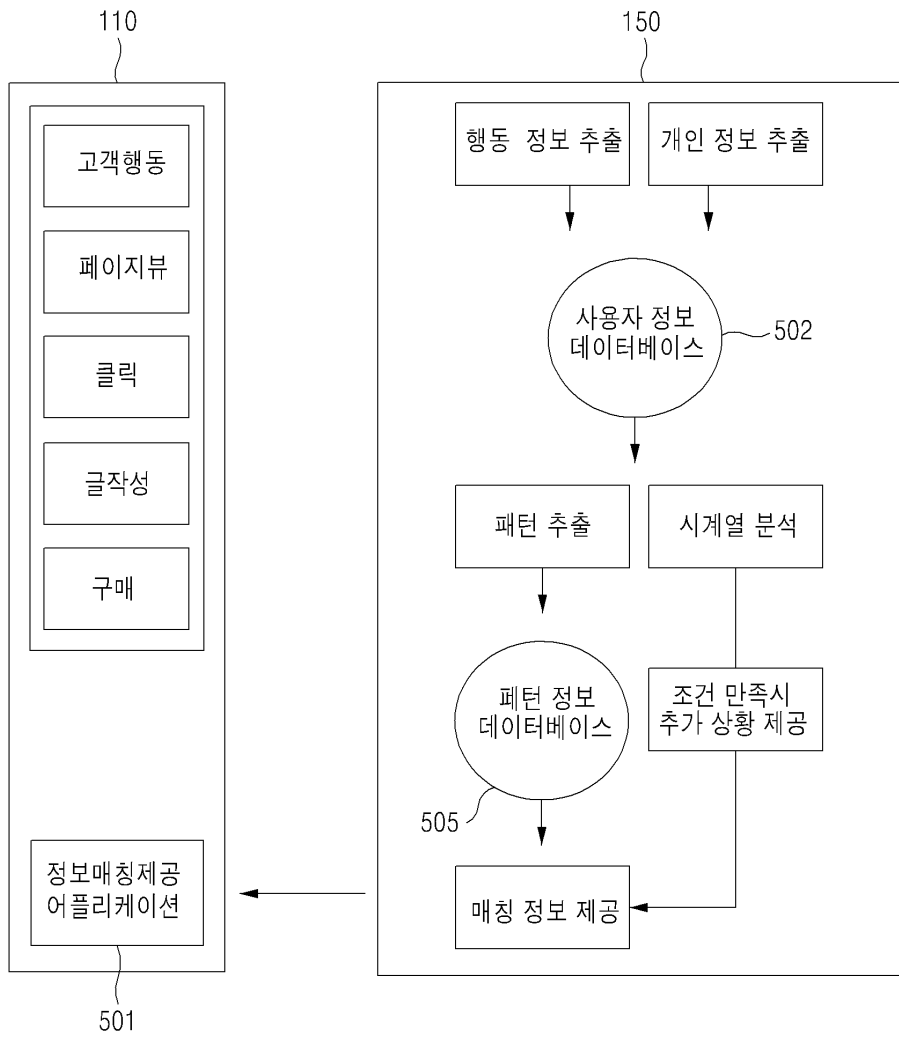 110
고객행동
페이지뷰
클릭
글작성
구매
정보매칭제공
어플리케이션
501
150
행동 정보 추출
개인 정보 추출
사용자 정보
데이터베이스
502
패턴 추출
시계열 분석
페턴 정보
데이터베이스
505
조건 만족시
추가 상황 제공
매칭 정보 제공